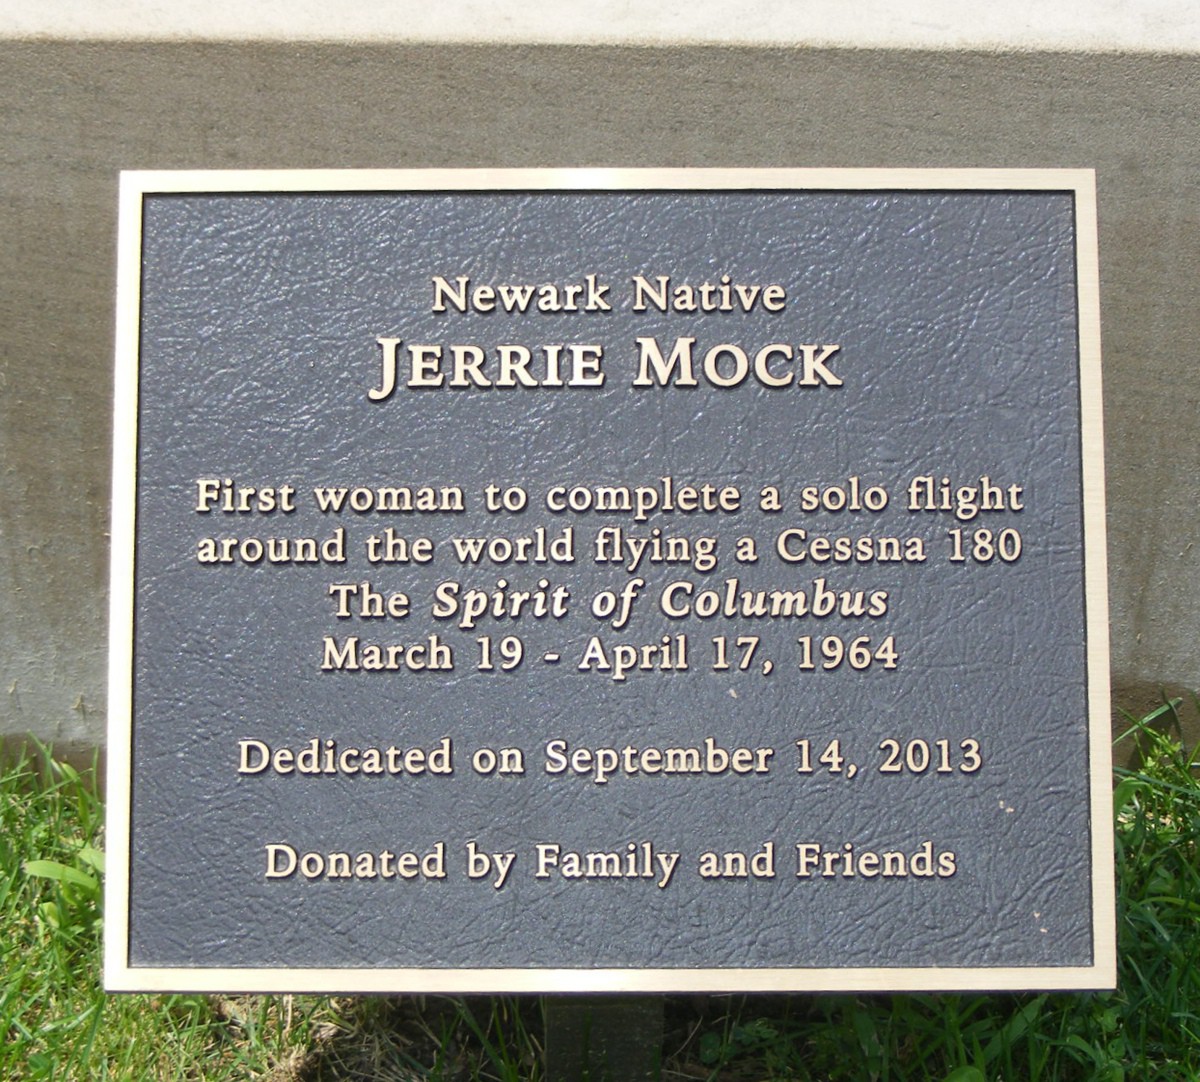 Newark Native
JERRIE MOCK
First woman to complete a solo flight
around the world flying a Cessna 180
The Spirit of Columbus
March 19 - April 17, 1964
Dedicated on September 14, 2013
Donated by Family and Friends